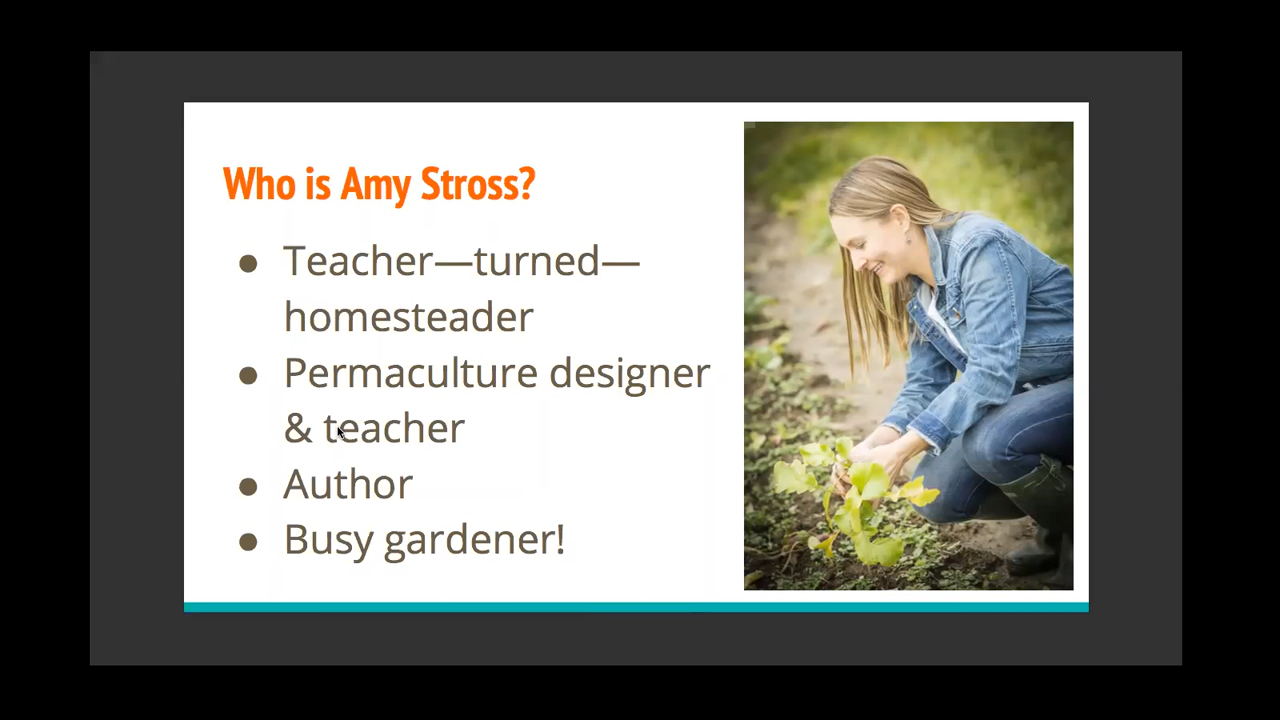 Who is Amy Stross?
● Teacher—turned—
homesteader
● Permaculture designer
& teacher
● Author
● Busy gardener!